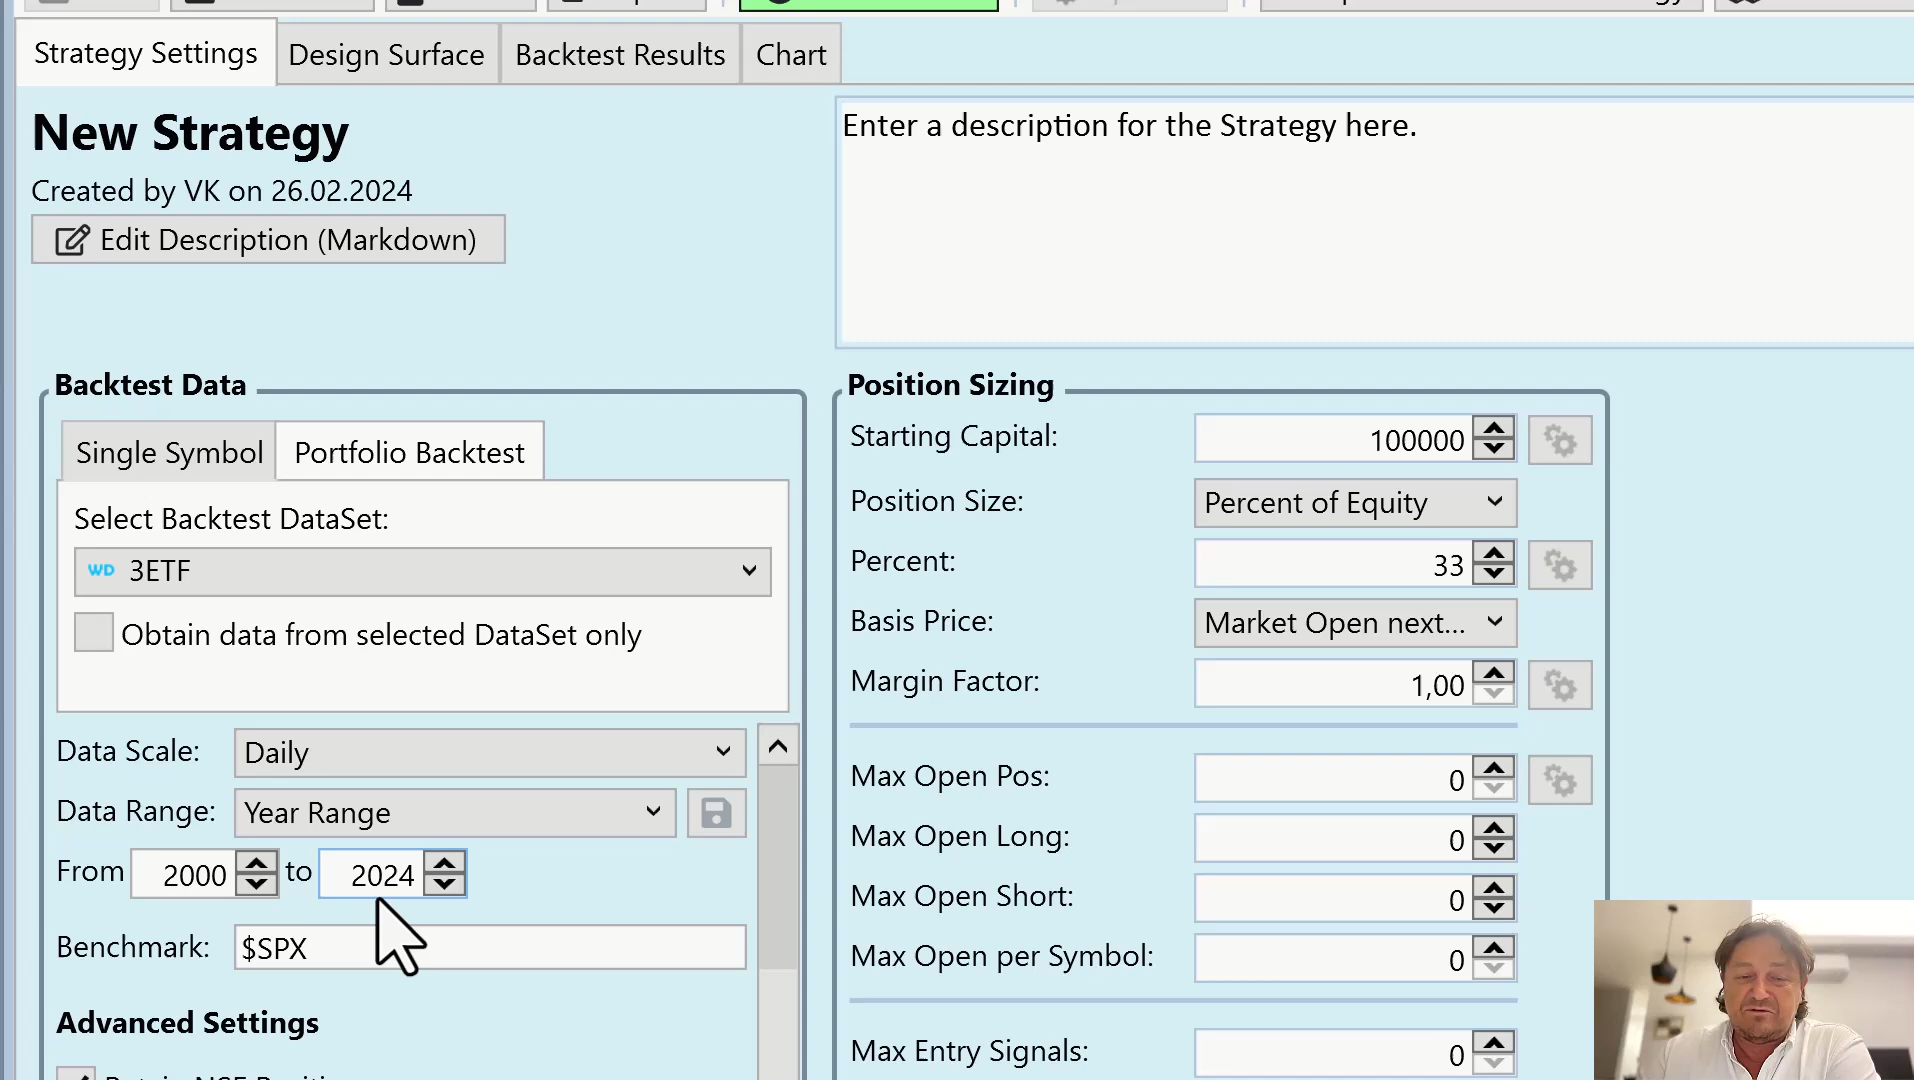 Strategy Settings
Design Surface
Backtest Results
Chart
New Strategy
Created by VK on 26.02.2024
Edit Description (Markdown)
Enter a description for the Strategy here.
Backtest Data
Single Symbol
Portfolio Backtest
Select Backtest DataSet:
WD 3ETF
Obtain data from selected DataSet only
Data Scale: Daily
Data Range: Year Range
From 2000 to 2024
Benchmark: $SPX
Advanced Settings
Position Sizing
Starting Capital: 100000
Position Size: Percent of Equity
Percent: 33
Basis Price: Market Open next...
Margin Factor: 1,00
Max Open Pos: 0
Max Open Long: 0
Max Open Short: 0
Max Open per Symbol: 0
Max Entry Signals: 0